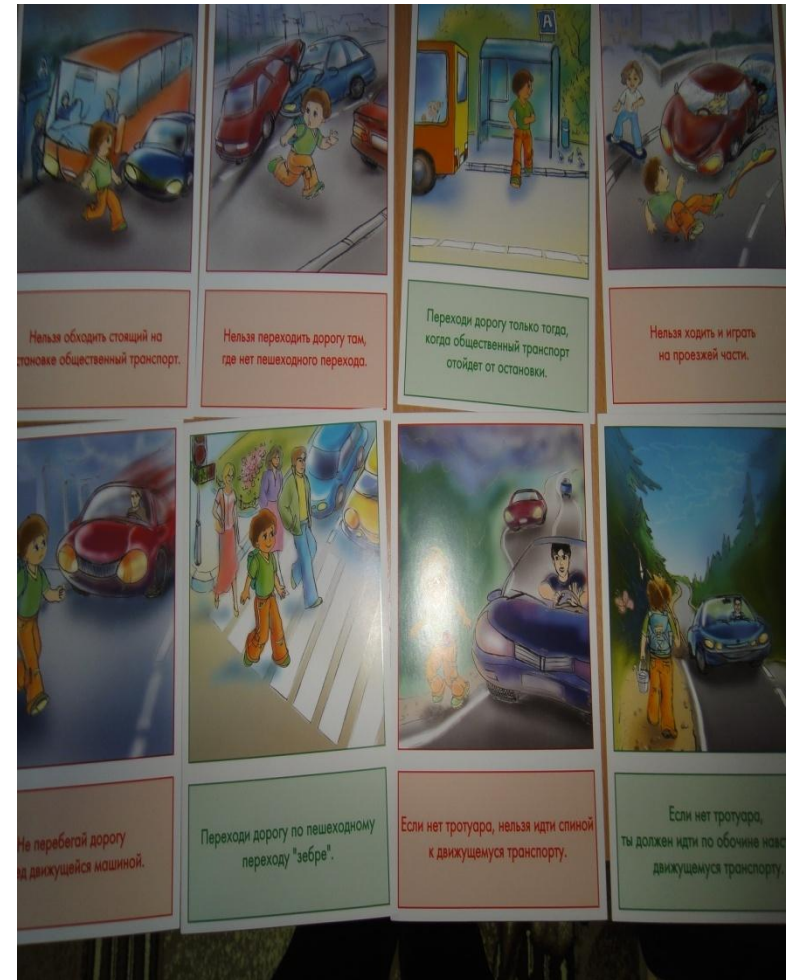 А
Нельзя обходить стоящий на
становке общественный транспорт.
Нельзя переходить дорогу там,
где нет пешеходного перехода.
Переходи дорогу только тогда,
когда общественный транспорт
отойдет от остановки.
Нельзя ходить и играть
на проезжей части.
Не перебегай дорогу
ед движущейся машиной.
Переходи дорогу по пешеходному
переходу "зебре".
Если нет тротуара, нельзя идти спиной
к движущемуся транспорту.
Если нет тротуара,
ты должен идти по обочине навс
движущемуся транспорту.